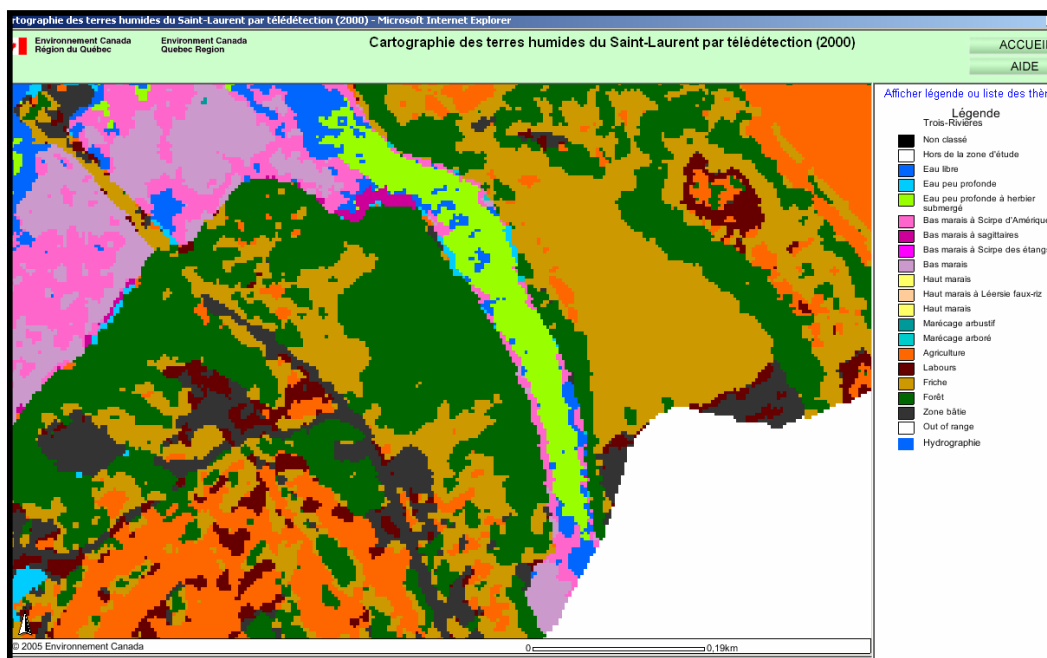 rtographie des terres humides du Saint-Laurent par télédétection (2000) - Microsoft Internet Explorer
Environnement Canada
Région du Québec
Environment Canada
Quebec Region
Cartographie des terres humides du Saint-Laurent par télédétection (2000)
ACCUEIL
AIDE
Afficher légende ou liste des thèm
Légende
Trois-Rivières
Non classé
Hors de la zone d'étude
Eau libre
Eau peu profonde
Eau peu profonde à herbier
submergé
Bas marais à Scirpe d'Amérique
Bas marais à sagittaires
Bas marais à Scirpe des étangs
Bas marais
Haut marais
Haut marais à Léersie faux-riz
Haut marais
Marécage arbustif
Marécage arboré
Agriculture
Labours
Friche
Forêt
Zone bâtie
Out of range
Hydrographie
© 2005 Environnement Canada
0
0,19km